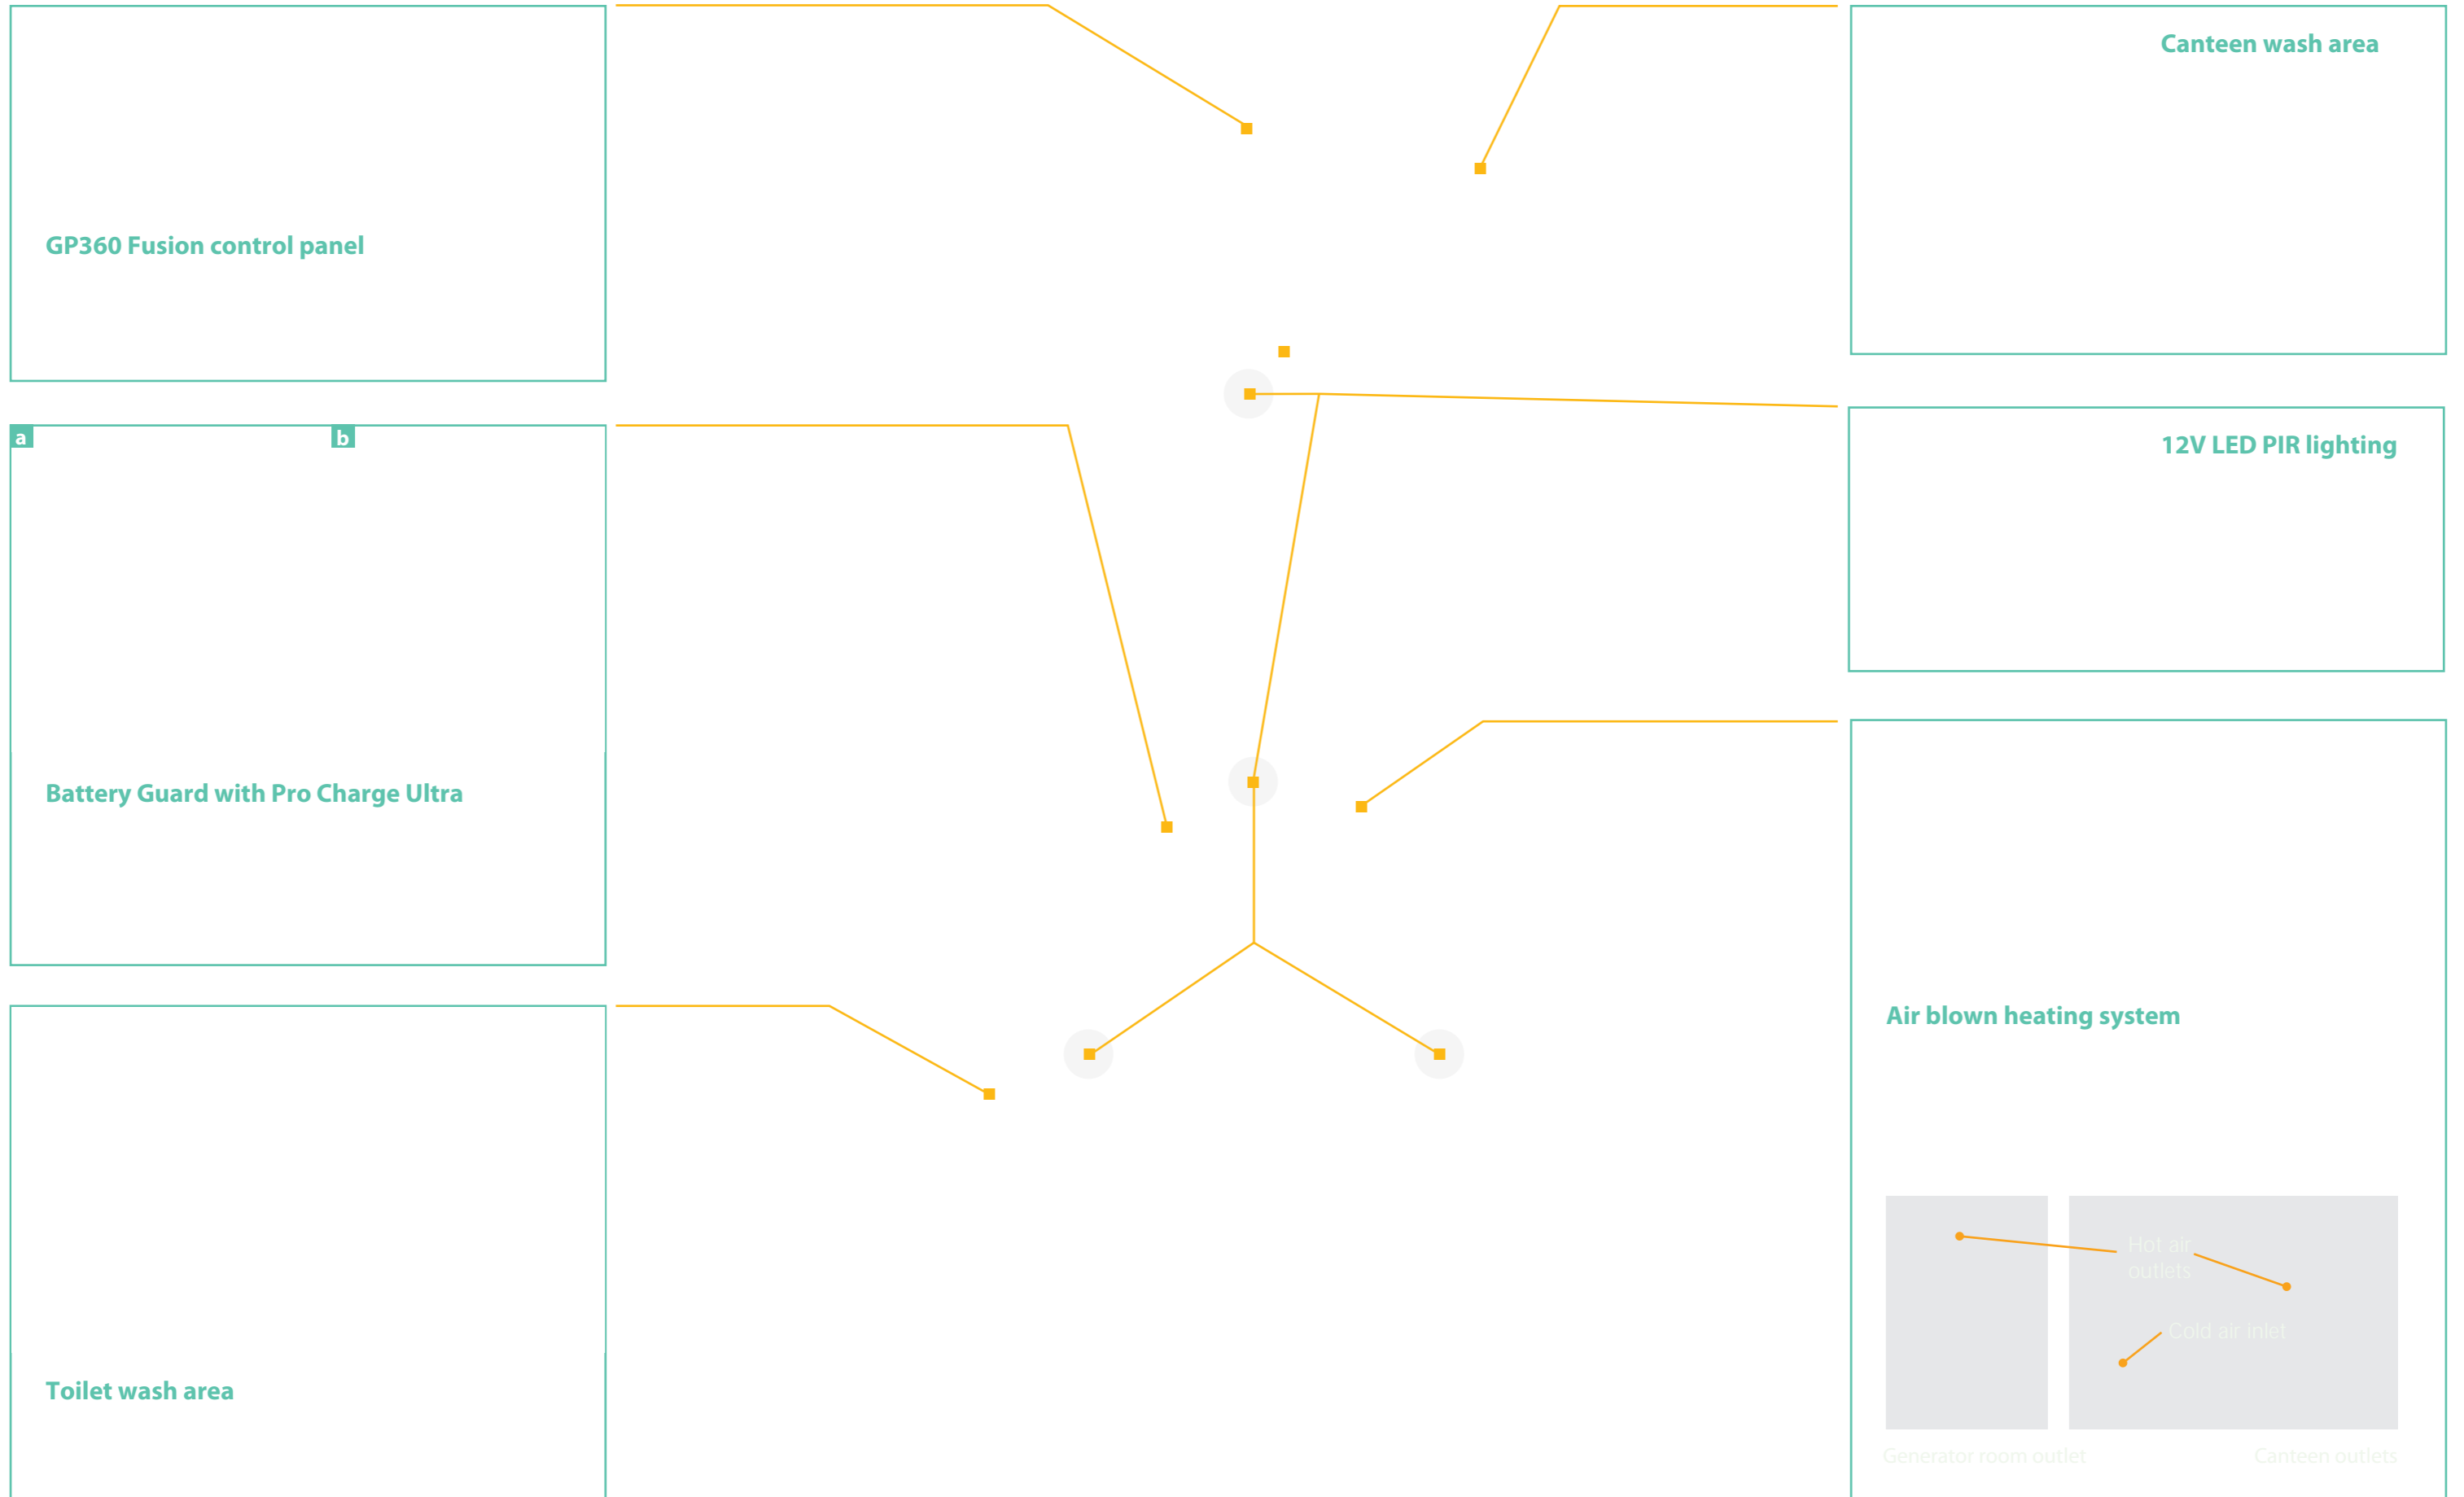 GP360 Fusion control panel
a
b
Battery Guard with Pro Charge Ultra
Toilet wash area
Canteen wash area
12V LED PIR lighting
Air blown heating system
Hot air
outlets
Cold air inlet
Generator room outlet
Canteen outlets